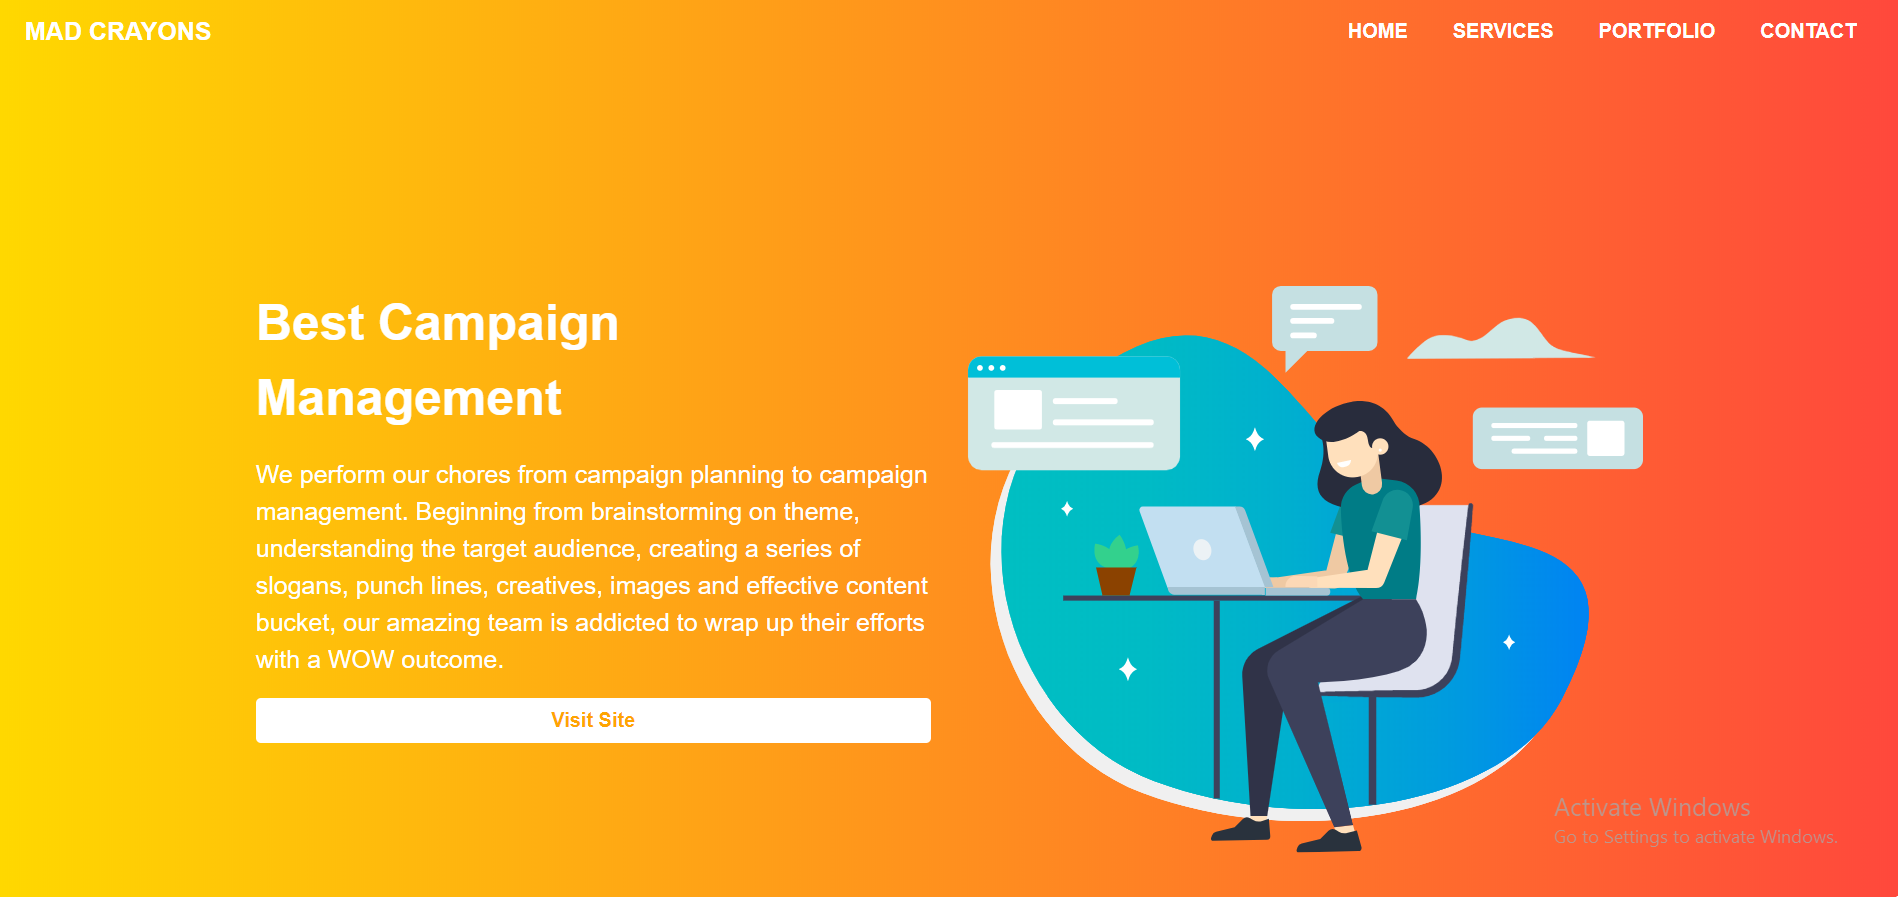 MAD CRAYONS
HOME SERVICES PORTFOLIO CONTACT
Best Campaign
Management
We perform our chores from campaign planning to campaign
management. Beginning from brainstorming on theme,
understanding the target audience, creating a series of
slogans, punch lines, creatives, images and effective content
bucket, our amazing team is addicted to wrap up their efforts
with a WOW outcome.
Visit Site
Activate Windows
Go to Settings to activate Windows.